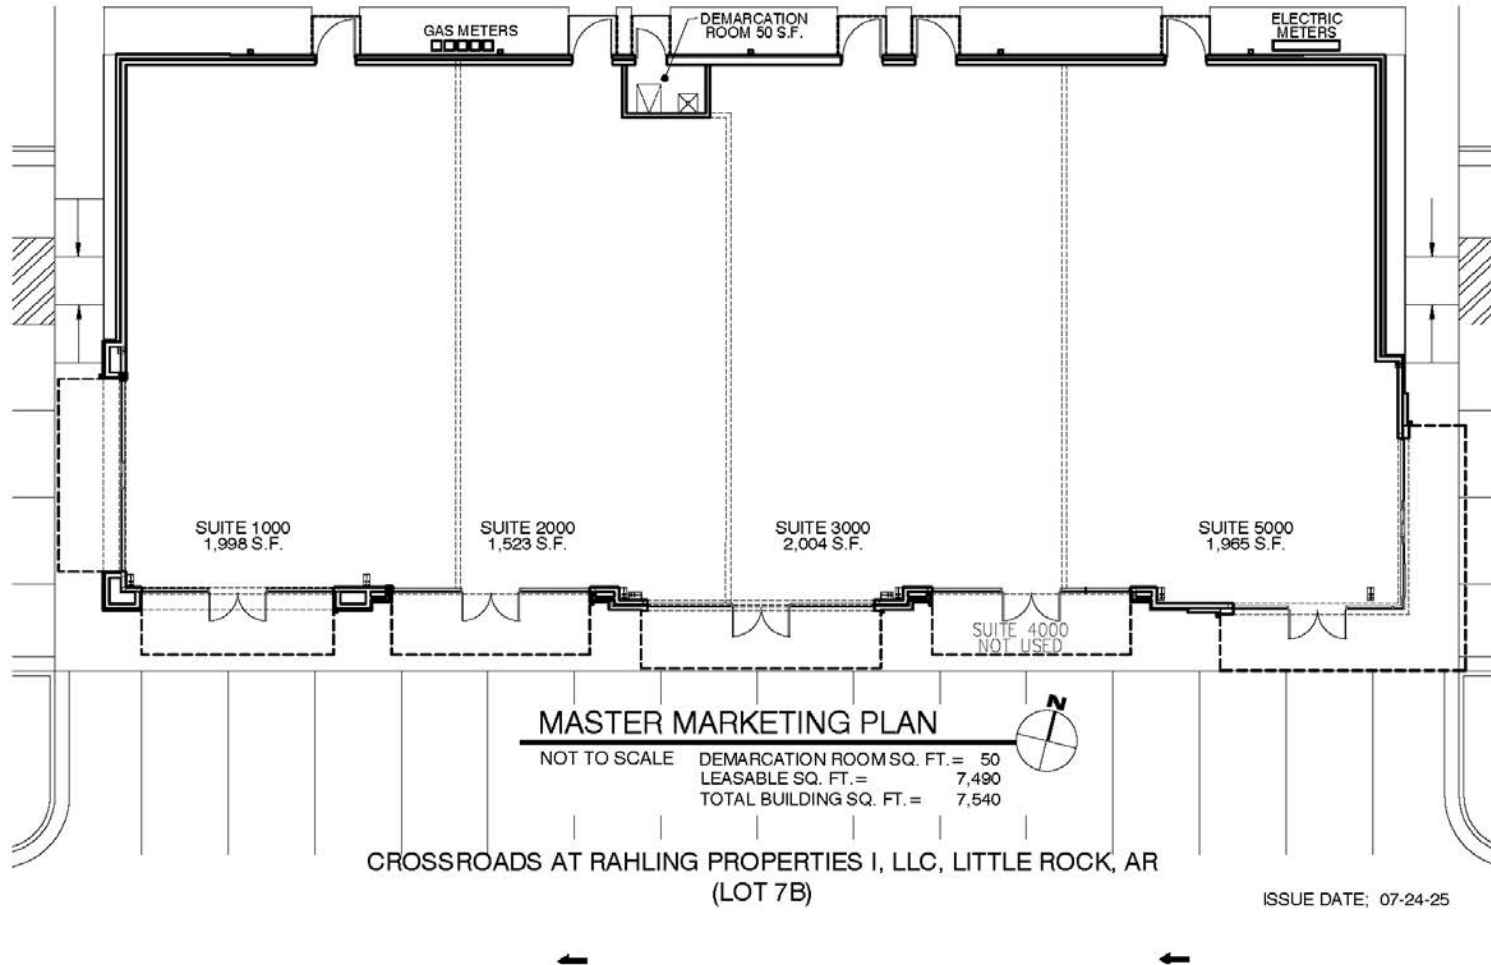 GAS METERS
DEMARCATION
ROOM 50 S.F.
ELECTRIC
METERS
SUITE 1000
1,998 S.F.
SUITE 2000
1,523 S.F.
SUITE 3000
2,004 S.F.
SUITE 5000
1,965 S.F.
SUITE 4000
NOT USED
MASTER MARKETING PLAN
N
NOT TO SCALE
DEMARCATION ROOM SQ. FT. = 50
LEASABLE SQ. FT. = 7,490
TOTAL BUILDING SQ. FT. = 7,540
CROSSROADS AT RAHLING PROPERTIES I, LLC, LITTLE ROCK, AR
(LOT 7B)
ISSUE DATE; 07-24-25